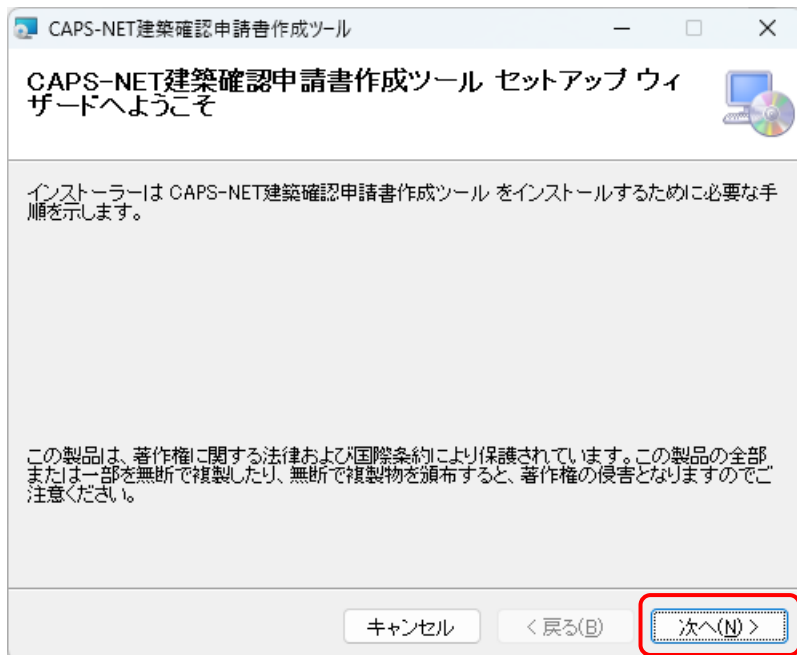 CAPS-NET建築確認申請書作成ツール
CAPS-NET建築確認申請書作成ツール セットアップ ウィ
ザードへようこそ
インストーラーは CAPS-NET建築確認申請書作成ツール をインストールするために必要な手
順を示します。
この製品は、著作権に関する法律および国際条約により保護されています。この製品の全部
または一部を無断で複製したり、無断で複製物を頒布すると、著作権の侵害となりますのでご
注意ください。
キャンセル
< 戻る(B)
次へ(N) >